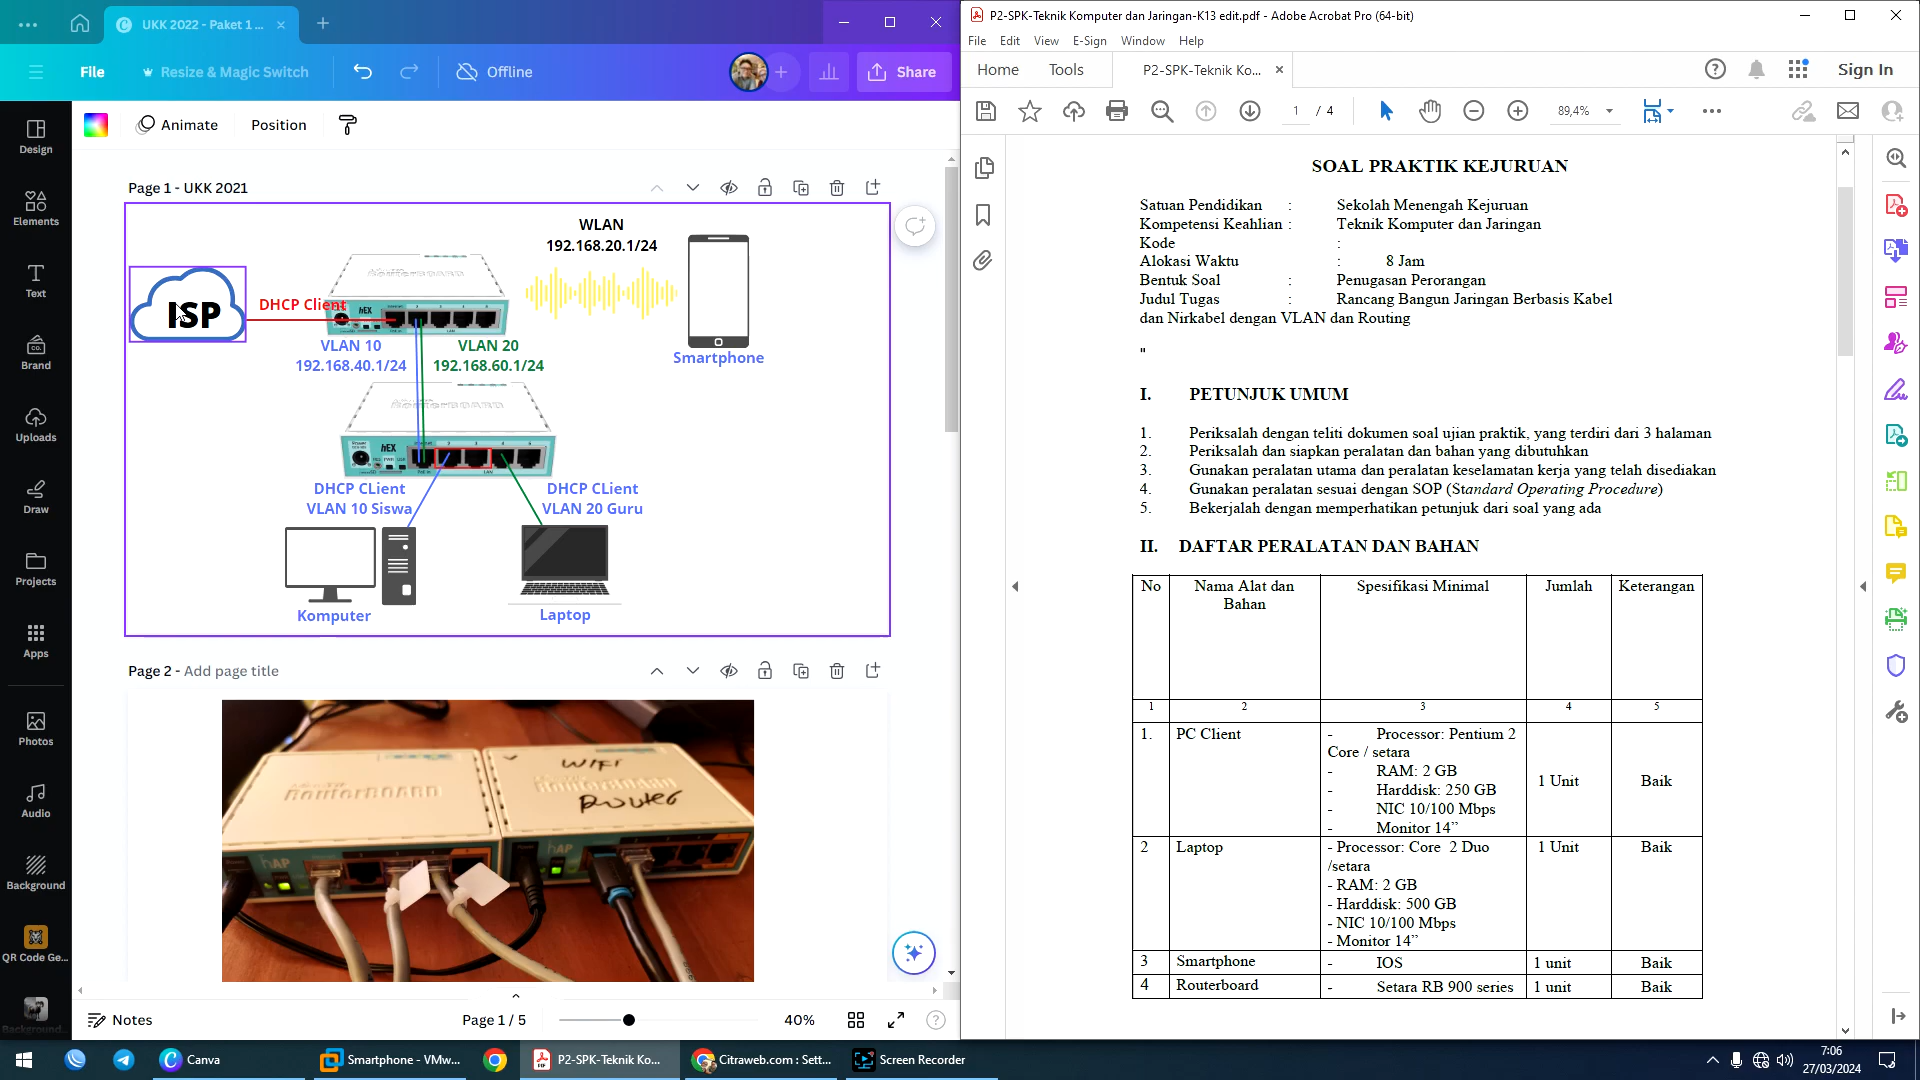 UKK 2022 - Paket 1 ...
File
Resize & Magic Switch
Offline
Share
Animate
Position
Design
Elements
Text
Brand
Uploads
Draw
Projects
Apps
Photos
Audio
Background
QR Code Ge...
Background...
Page 1 - UKK 2021
WLAN
192.168.20.1/24
ISP
DHCP Client
hEX
VLAN 10
192.168.40.1/24
VLAN 20
192.168.60.1/24
Smartphone
hEX
DHCP CLient
VLAN 10 Siswa
DHCP CLient
VLAN 20 Guru
Komputer
Laptop
Page 2 - Add page title
RouterBOARD
WIFI
Router
hAP
hAP
Notes
Page 1 / 5
40%
P2-SPK-Teknik Komputer dan Jaringan-K13 edit.pdf - Adobe Acrobat Pro (64-bit)
File Edit View E-Sign Window Help
Home Tools P2-SPK-Teknik Ko... Sign In
1 / 4 89,4%
SOAL PRAKTIK KEJURUAN
Satuan Pendidikan : Sekolah Menengah Kejuruan
Kompetensi Keahlian : Teknik Komputer dan Jaringan
Kode :
Alokasi Waktu : 8 Jam
Bentuk Soal : Penugasan Perorangan
Judul Tugas : Rancang Bangun Jaringan Berbasis Kabel
dan Nirkabel dengan VLAN dan Routing
"
I. PETUNJUK UMUM
1. Periksalah dengan teliti dokumen soal ujian praktik, yang terdiri dari 3 halaman
2. Periksalah dan siapkan peralatan dan bahan yang dibutuhkan
3. Gunakan peralatan utama dan peralatan keselamatan kerja yang telah disediakan
4. Gunakan peralatan sesuai dengan SOP (Standard Operating Procedure)
5. Bekerjalah dengan memperhatikan petunjuk dari soal yang ada
II. DAFTAR PERALATAN DAN BAHAN
No Nama Alat dan Bahan Spesifikasi Minimal Jumlah Keterangan
1 2 3 4 5
1. PC Client - Processor: Pentium 2
Core / setara
- RAM: 2 GB
- Harddisk: 250 GB
- NIC 10/100 Mbps
- Monitor 14”
1 Unit Baik
2 Laptop - Processor: Core 2 Duo 1 Unit Baik
/setara
- RAM: 2 GB
- Harddisk: 500 GB
- NIC 10/100 Mbps
- Monitor 14”
3 Smartphone - IOS 1 unit Baik
4 Routerboard - Setara RB 900 series 1 unit Baik
Canva
Smartphone - VMw...
P2-SPK-Teknik Ko...
Citraweb.com : Sett...
Screen Recorder
7:06
27/03/2024